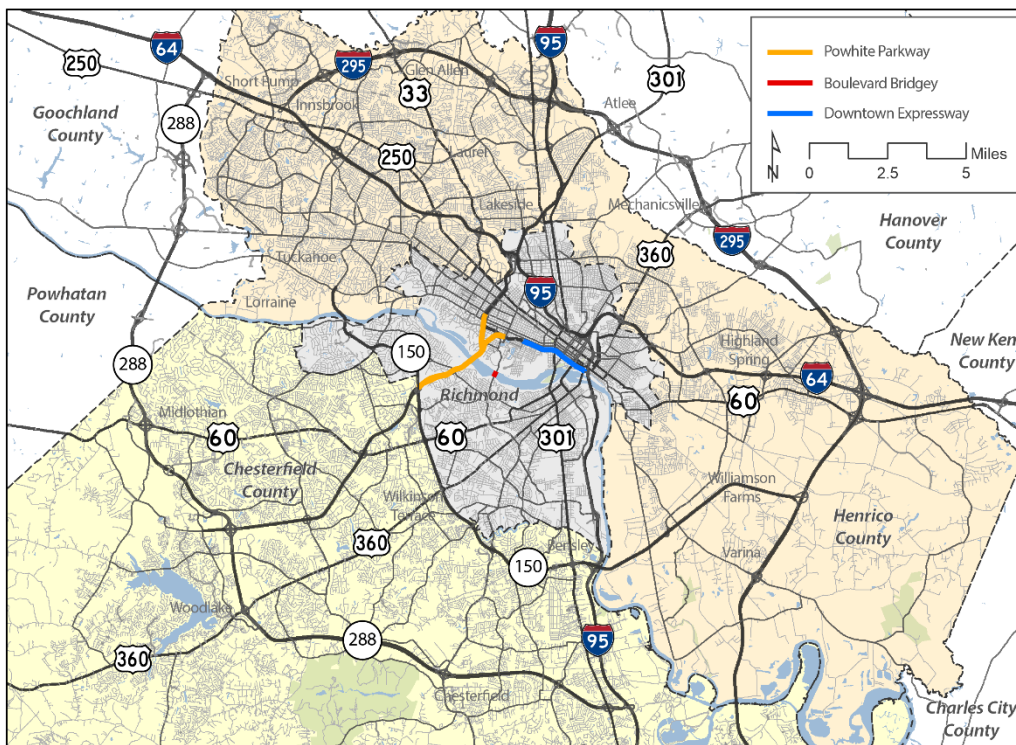 64
95
250
295
Short Pump
Glen Allen
Innsbrook
33
301
Atlee
Powhite Parkway
Boulevard Bridgey
Downtown Expressway
N
Miles
0
2.5
5
Goochland
County
288
250
Laurel
Lakeside
Mechanicsville
Hanover
County
360
295
Tuckahoe
Powhatan
County
Lorraine
95
150
Highland
Spring
New Ken
County
288
64
Richmond
60
Midlothian
60
60
301
Chesterfield
County
Williamson
Farms
Wilkinson
Terrace
Henrico
County
360
Bensley
Varina
150
Woodlake
288
95
360
Chesterfield
Charles City
County